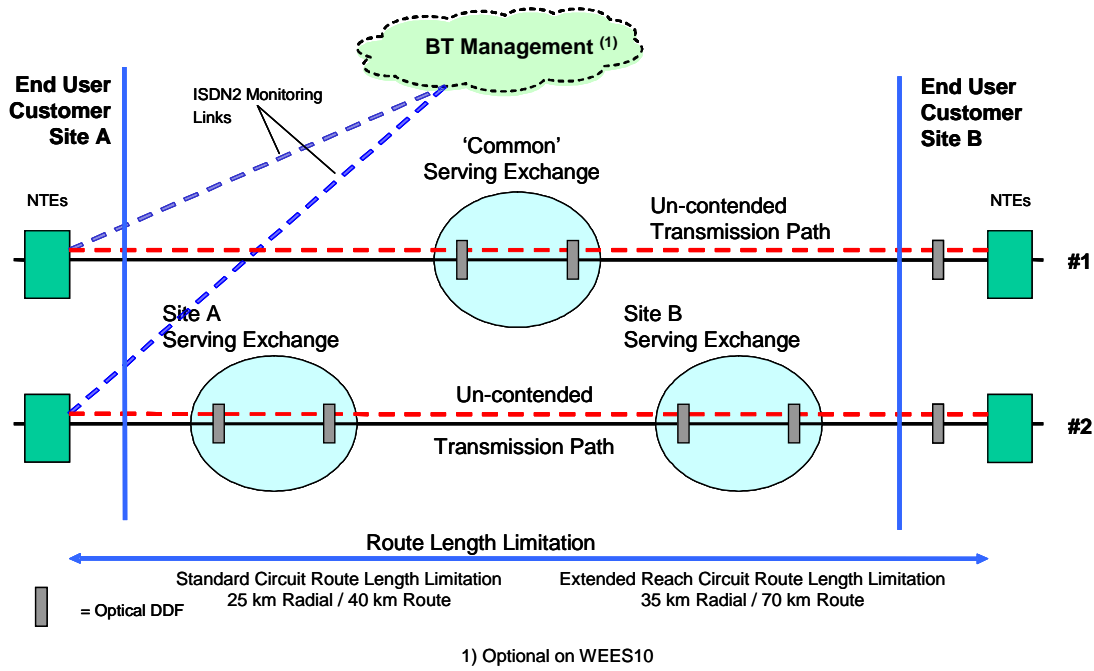 BT Management (1)
End User
Customer
Site A
ISDN2 Monitoring
Links
End User
Customer
Site B
'Common'
Serving Exchange
NTEs
NTEs
Un-contended
Transmission Path
#1
Site A
Serving Exchange
Site B
Serving Exchange
Un-contended
#2
Transmission Path
Route Length Limitation
Standard Circuit Route Length Limitation
25 km Radial / 40 km Route
Extended Reach Circuit Route Length Limitation
35 km Radial / 70 km Route
= Optical DDF
1) Optional on WEES10